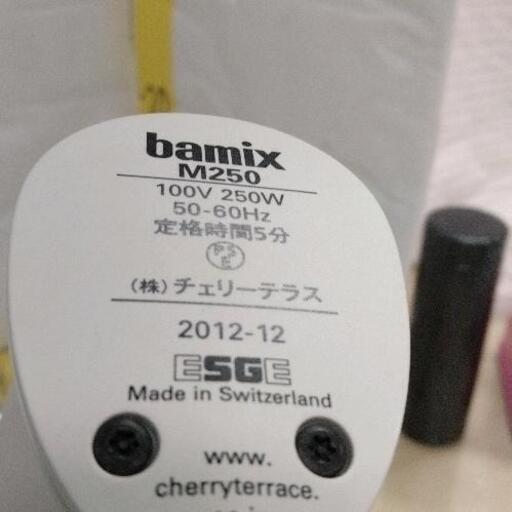 bamix
M250
100V 250W
50-60Hz
定格時間5分
PSE
(株)チェリーテラス
2012-12
ESGE
Made in Switzerland
www.
cherryterrace.